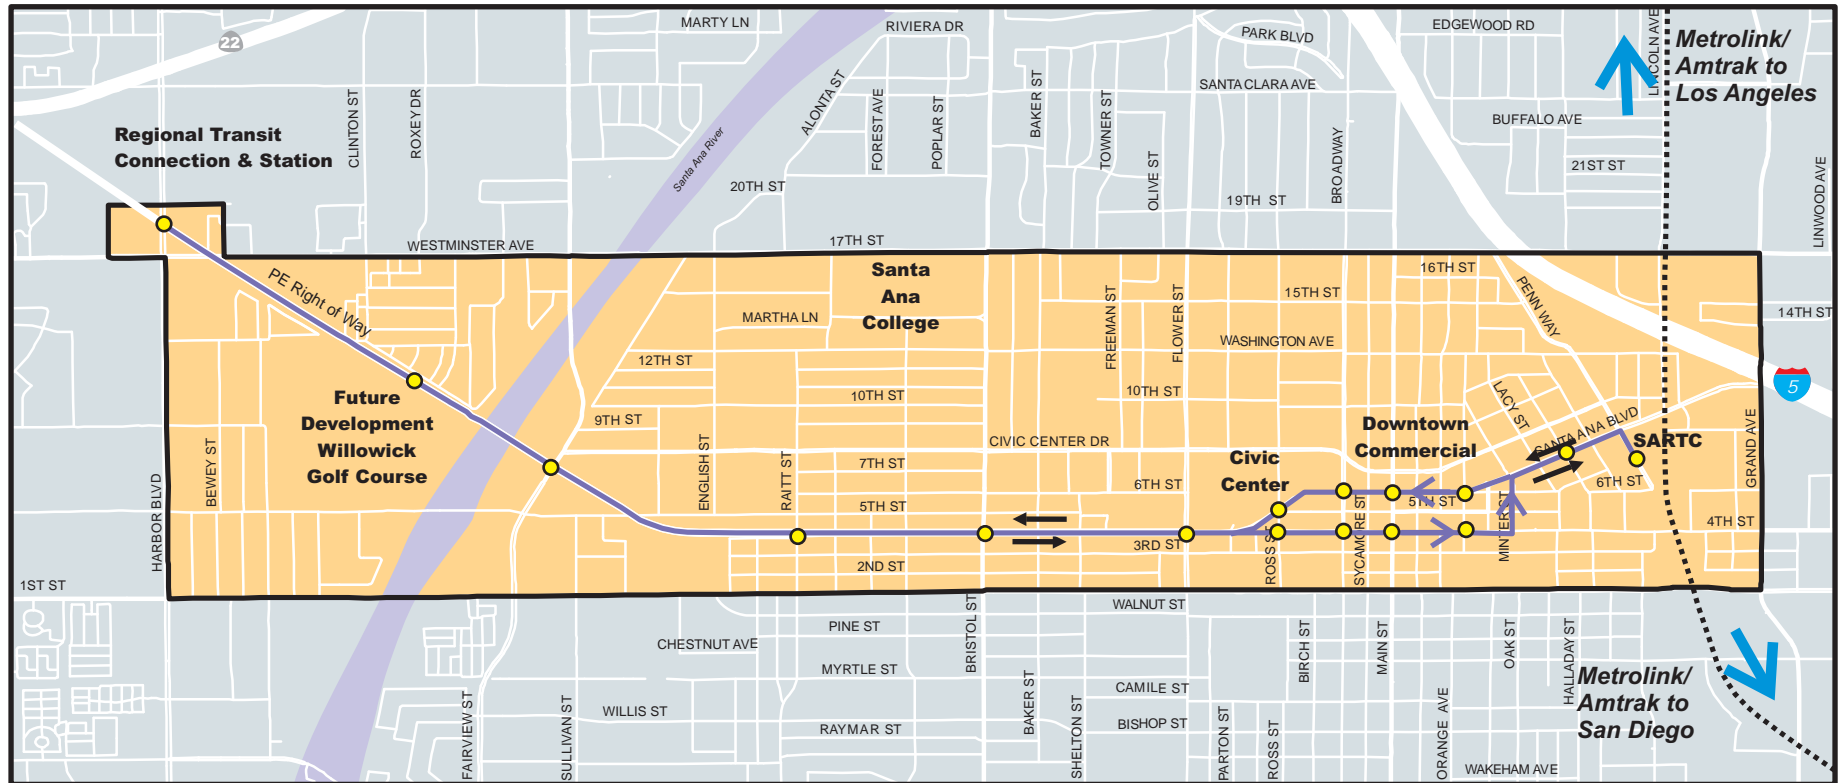 MARTY LN
RIVIERA DR
PARK BLVD
EDGEWOOD RD
LINCOLN AVE
22
Metrolink/
Amtrak to
Los Angeles
SANTA CLARA AVE
CLINTON ST
ROXEY DR
ALONTA ST
FOREST AVE
POPLAR ST
BAKER ST
TOWNER ST
OLIVE ST
BROADWAY
BUFFALO AVE
21ST ST
LINWOOD AVE
Regional Transit
Connection & Station
Santa Ana River
20TH ST
19TH ST
WESTMINSTER AVE
17TH ST
PE Right of Way
Santa
Ana
College
MARTHA LN
FREEMAN ST
FLOWER ST
15TH ST
16TH ST
PENN WAY
14TH ST
12TH ST
WASHINGTON AVE
5
Future
Development
Willowick
Golf Course
10TH ST
10TH ST
LACY ST
9TH ST
CIVIC CENTER DR
Downtown
Commercial
SANTA ANA BLVD
SARTC
GRAND AVE
BEWEY ST
HARBOR BLVD
ENGLISH ST
RAITT ST
7TH ST
Civic
Center
6TH ST
6TH ST
5TH ST
5TH ST
4TH ST
3RD ST
2ND ST
ROSS ST
SYCAMORE ST
MINTER ST
1ST ST
WALNUT ST
PINE ST
CHESTNUT AVE
BRISTOL ST
BIRCH ST
MAIN ST
OAK ST
HALLADAY ST
MYRTLE ST
CAMILE ST
Metrolink/
Amtrak to
San Diego
FAIRVIEW ST
SULLIVAN ST
WILLIS ST
RAYMAR ST
BAKER ST
SHELTON ST
BISHOP ST
PARTON ST
ROSS ST
ORANGE AVE
WAKEHAM AVE